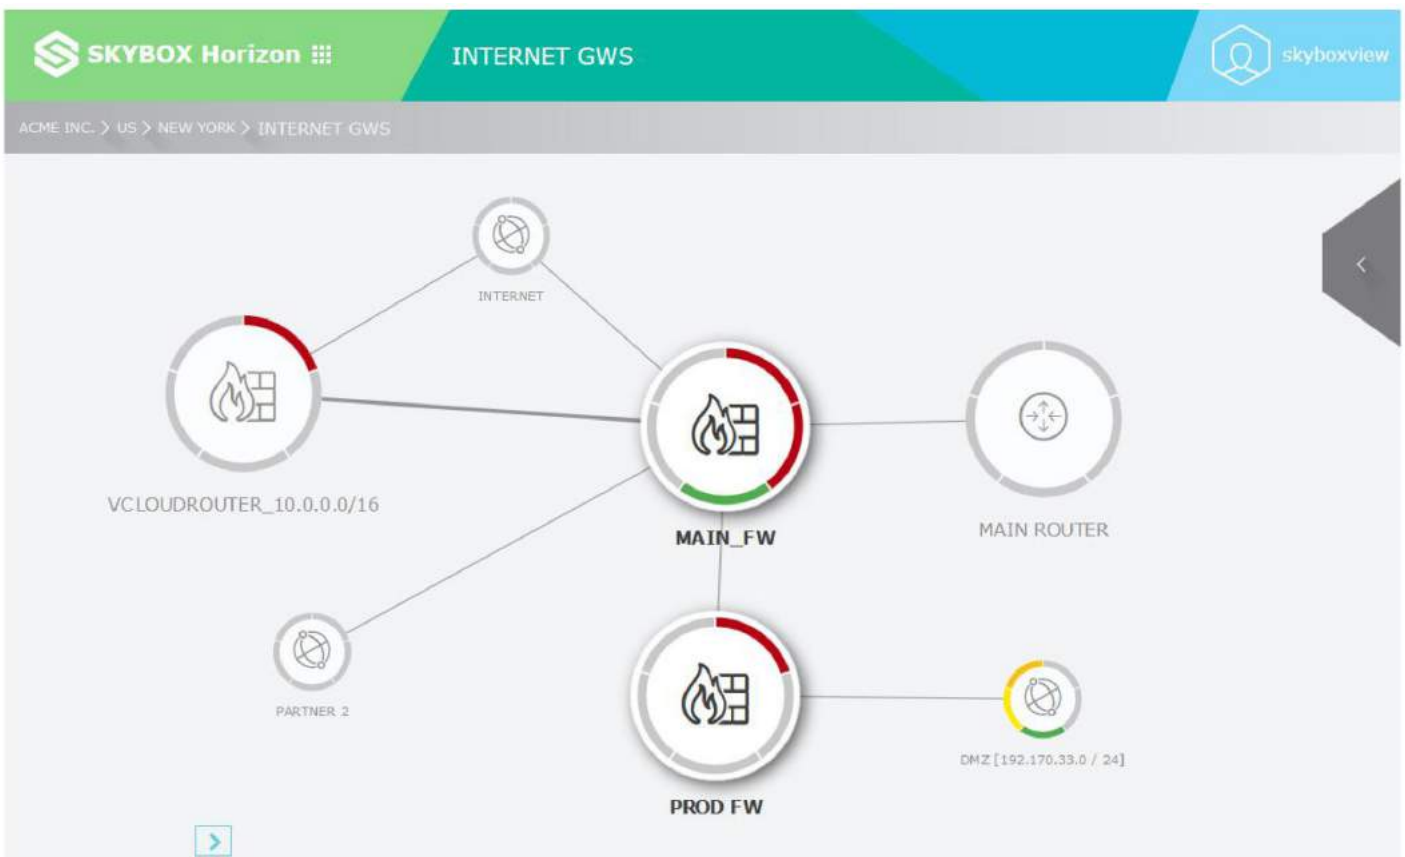 SKYBOX Horizon
INTERNET GWS
skyboxview
ACME INC. > US > NEW YORK > INTERNET GWS
INTERNET
VCLOUDROUTER_10.0.0.0/16
MAIN_FW
MAIN ROUTER
PARTNER 2
DMZ [192.170.33.0 / 24]
PROD FW